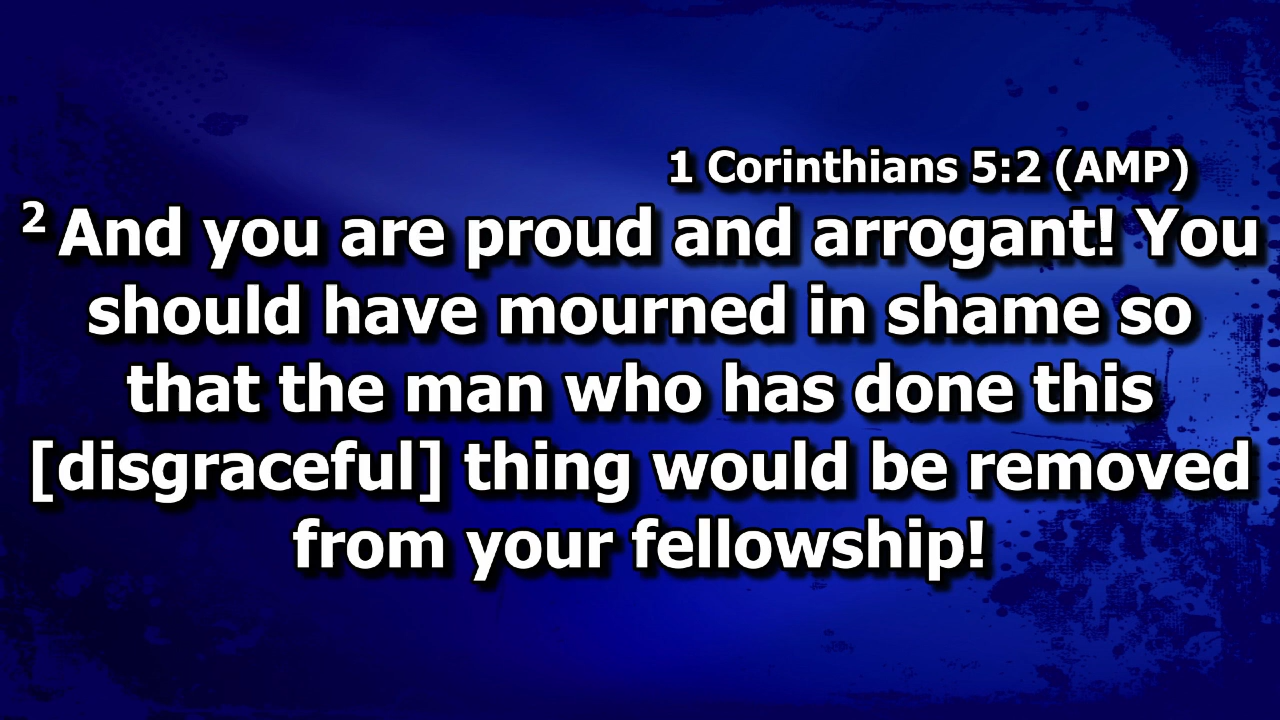 1 Corinthians 5:2 (AMP)
2 And you are proud and arrogant! You
should have mourned in shame so
that the man who has done this
[disgraceful] thing would be removed
from your fellowship!